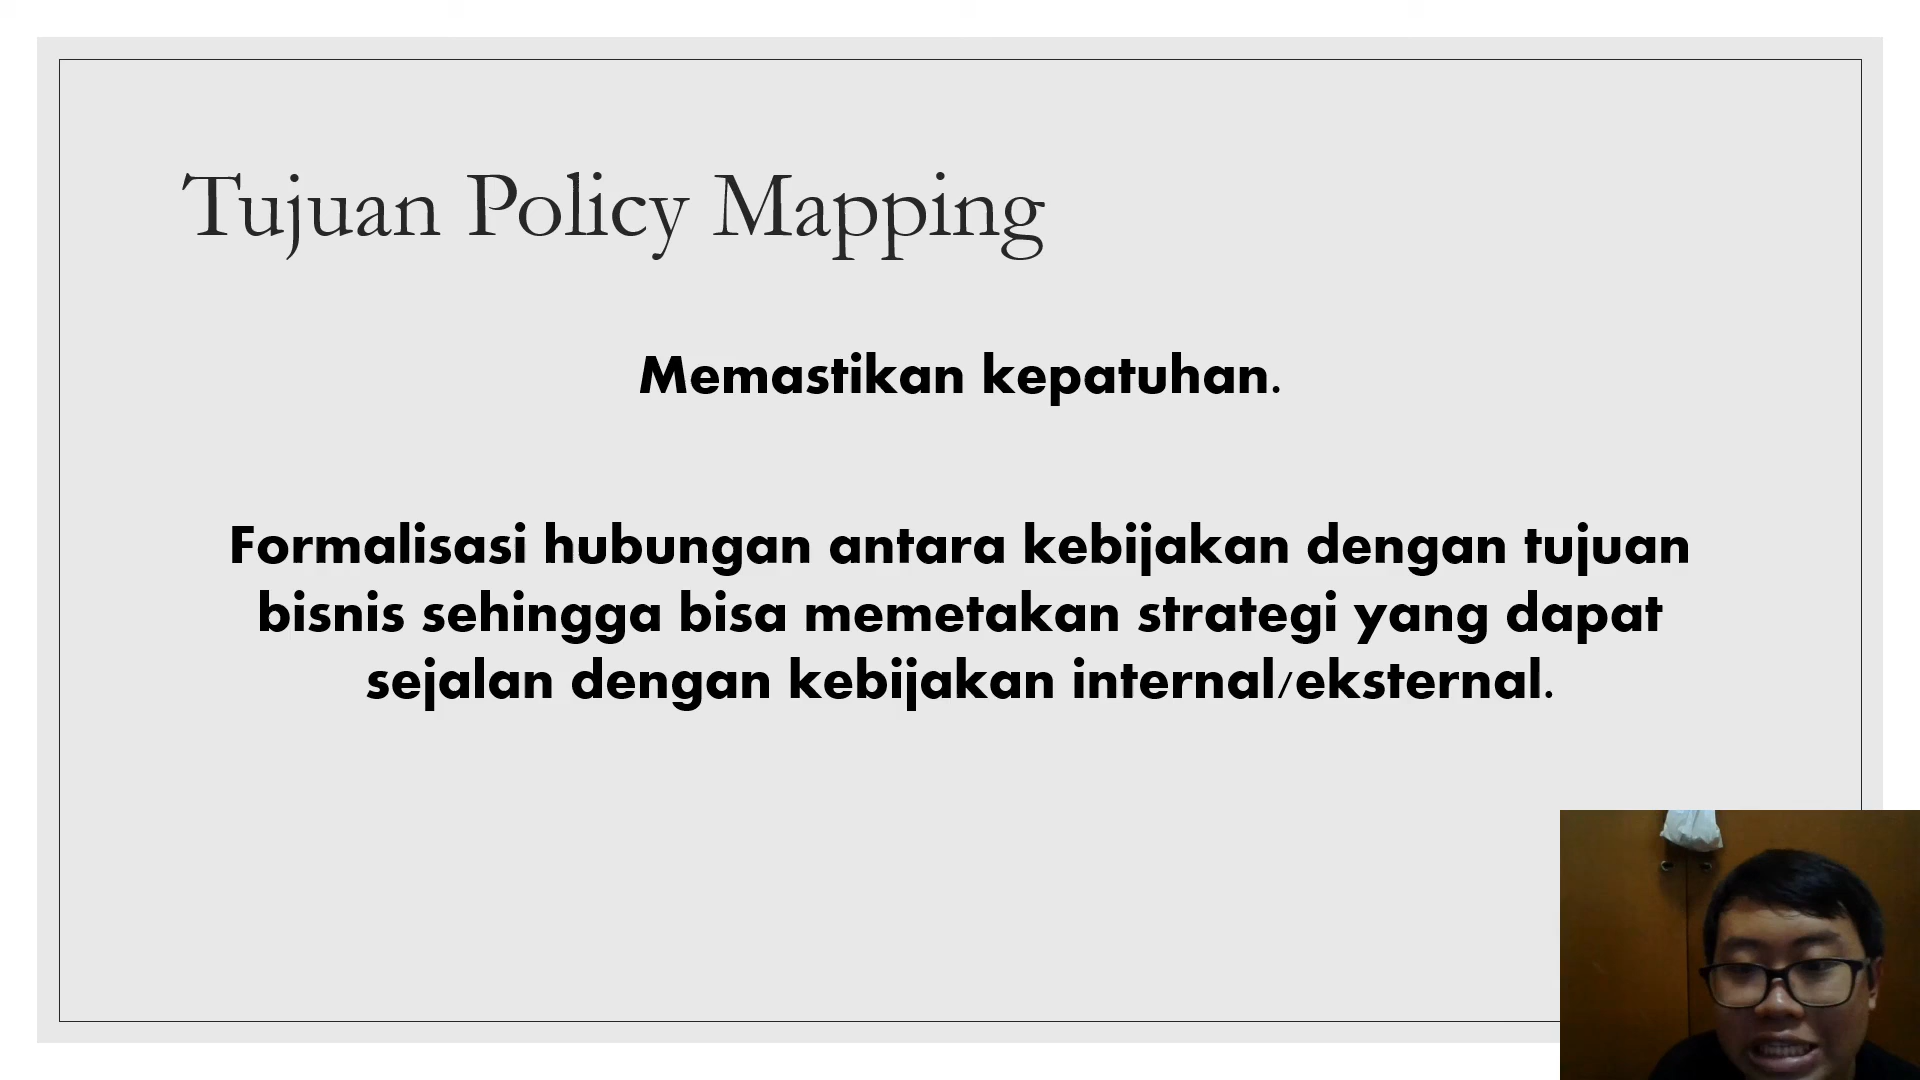 Tujuan Policy Mapping
Memastikan kepatuhan.
Formalisasi hubungan antara kebijakan dengan tujuan
bisnis sehingga bisa memetakan strategi yang dapat
sejalan dengan kebijakan internal/eksternal.